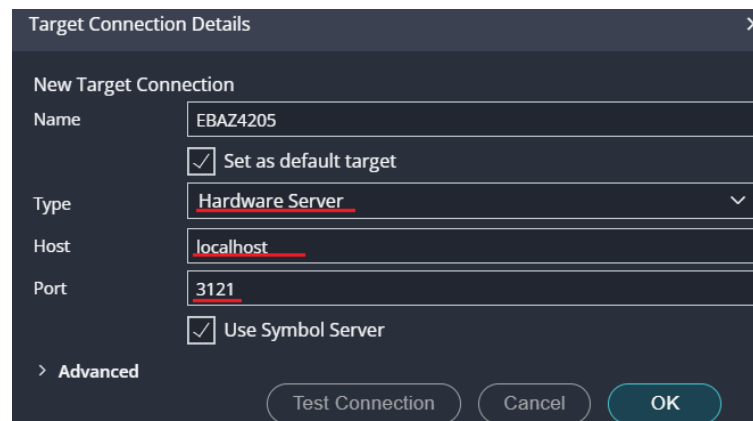 Target Connection Details
New Target Connection
Name EBAZ4205
Set as default target
Type Hardware Server
Host localhost
Port 3121
Use Symbol Server
> Advanced
Test Connection Cancel OK